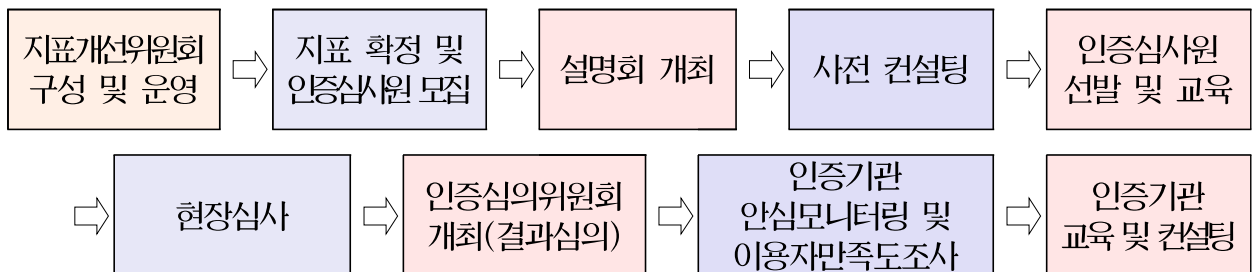 지표개선위원회
구성 및 운영
지표 확정 및
인증심사원 모집
설명회 개최
사전 컨설팅
인증심사원
선발 및 교육
현장심사
인증심의위원회
개최(결과심의)
인증기관
안심모니터링 및
이용자만족도조사
인증기관
교육 및 컨설팅